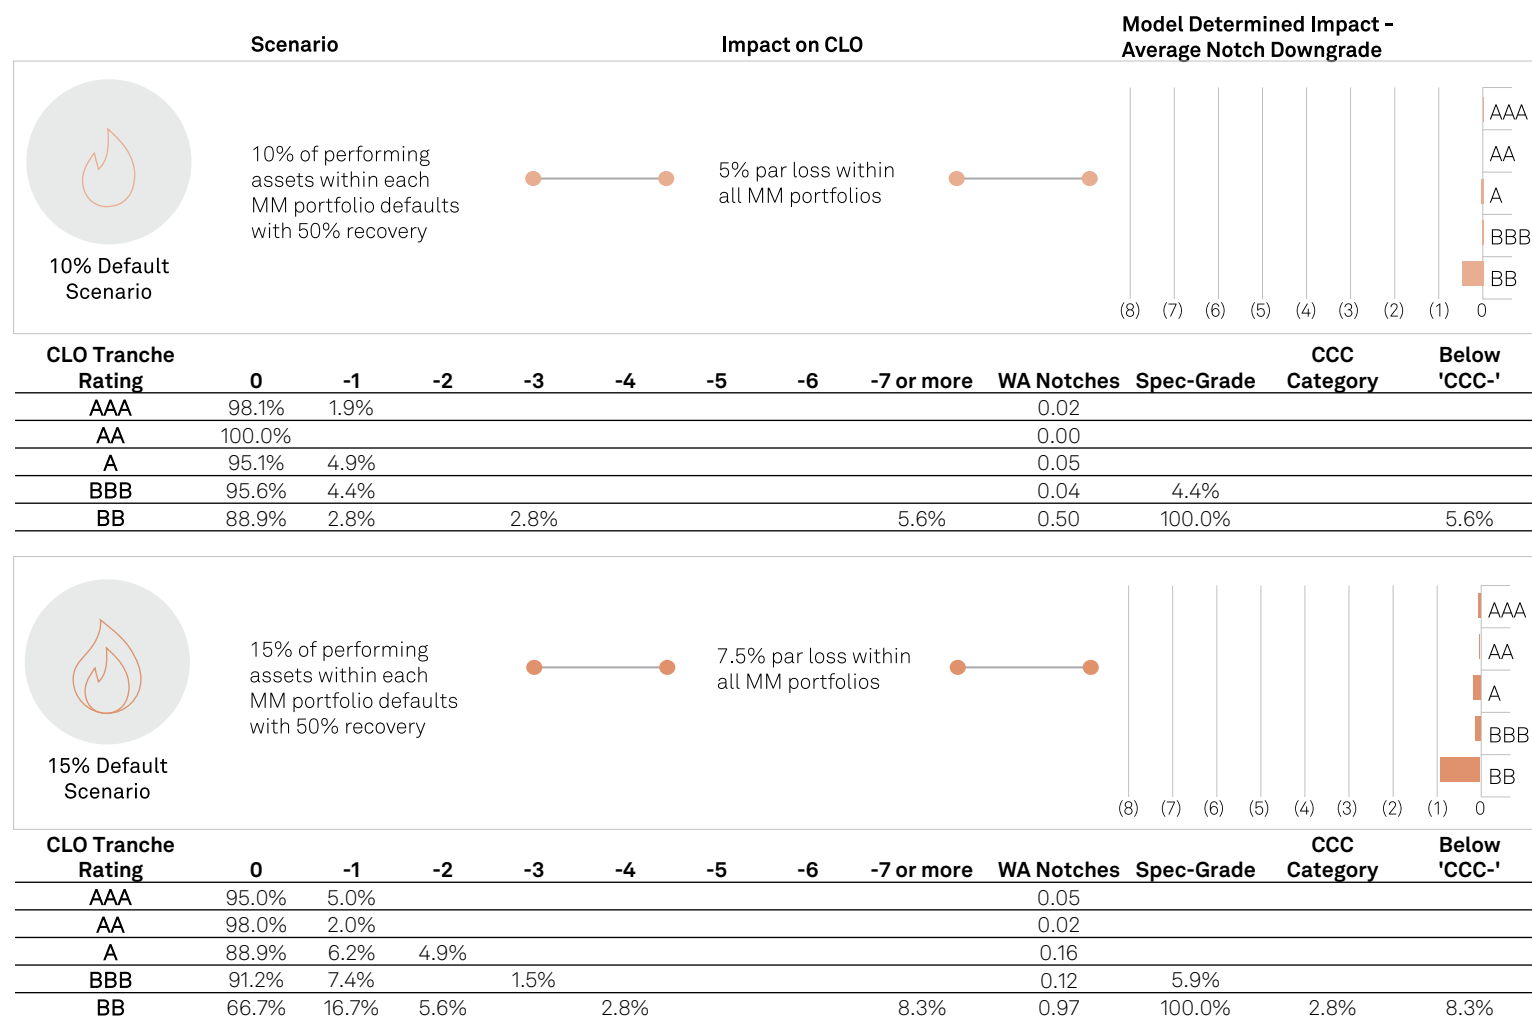 Scenario
Impact on CLO
Model Determined Impact -
Average Notch Downgrade
10% Default
Scenario
10% of performing
assets within each
MM portfolio defaults
with 50% recovery
5% par loss within
all MM portfolios
AAA
AA
A
BBB
BB
(8) (7) (6) (5) (4) (3) (2) (1) 0
CLO Tranche CCC Below
Rating 0 -1 -2 -3 -4 -5 -6 -7 or more WA Notches Spec-Grade Category 'CCC-'
AAA 98.1% 1.9% 0.02
AA 100.0% 0.00
A 95.1% 4.9% 0.05
BBB 95.6% 4.4% 0.04 4.4%
BB 88.9% 2.8% 2.8% 5.6% 0.50 100.0% 5.6%
15% Default
Scenario
15% of performing
assets within each
MM portfolio defaults
with 50% recovery
7.5% par loss within
all MM portfolios
AAA
AA
A
BBB
BB
(8) (7) (6) (5) (4) (3) (2) (1) 0
CLO Tranche CCC Below
Rating 0 -1 -2 -3 -4 -5 -6 -7 or more WA Notches Spec-Grade Category 'CCC-'
AAA 95.0% 5.0% 0.05
AA 98.0% 2.0% 0.02
A 88.9% 6.2% 4.9% 0.16
BBB 91.2% 7.4% 1.5% 0.12 5.9%
BB 66.7% 16.7% 5.6% 2.8% 8.3% 0.97 100.0% 2.8% 8.3%